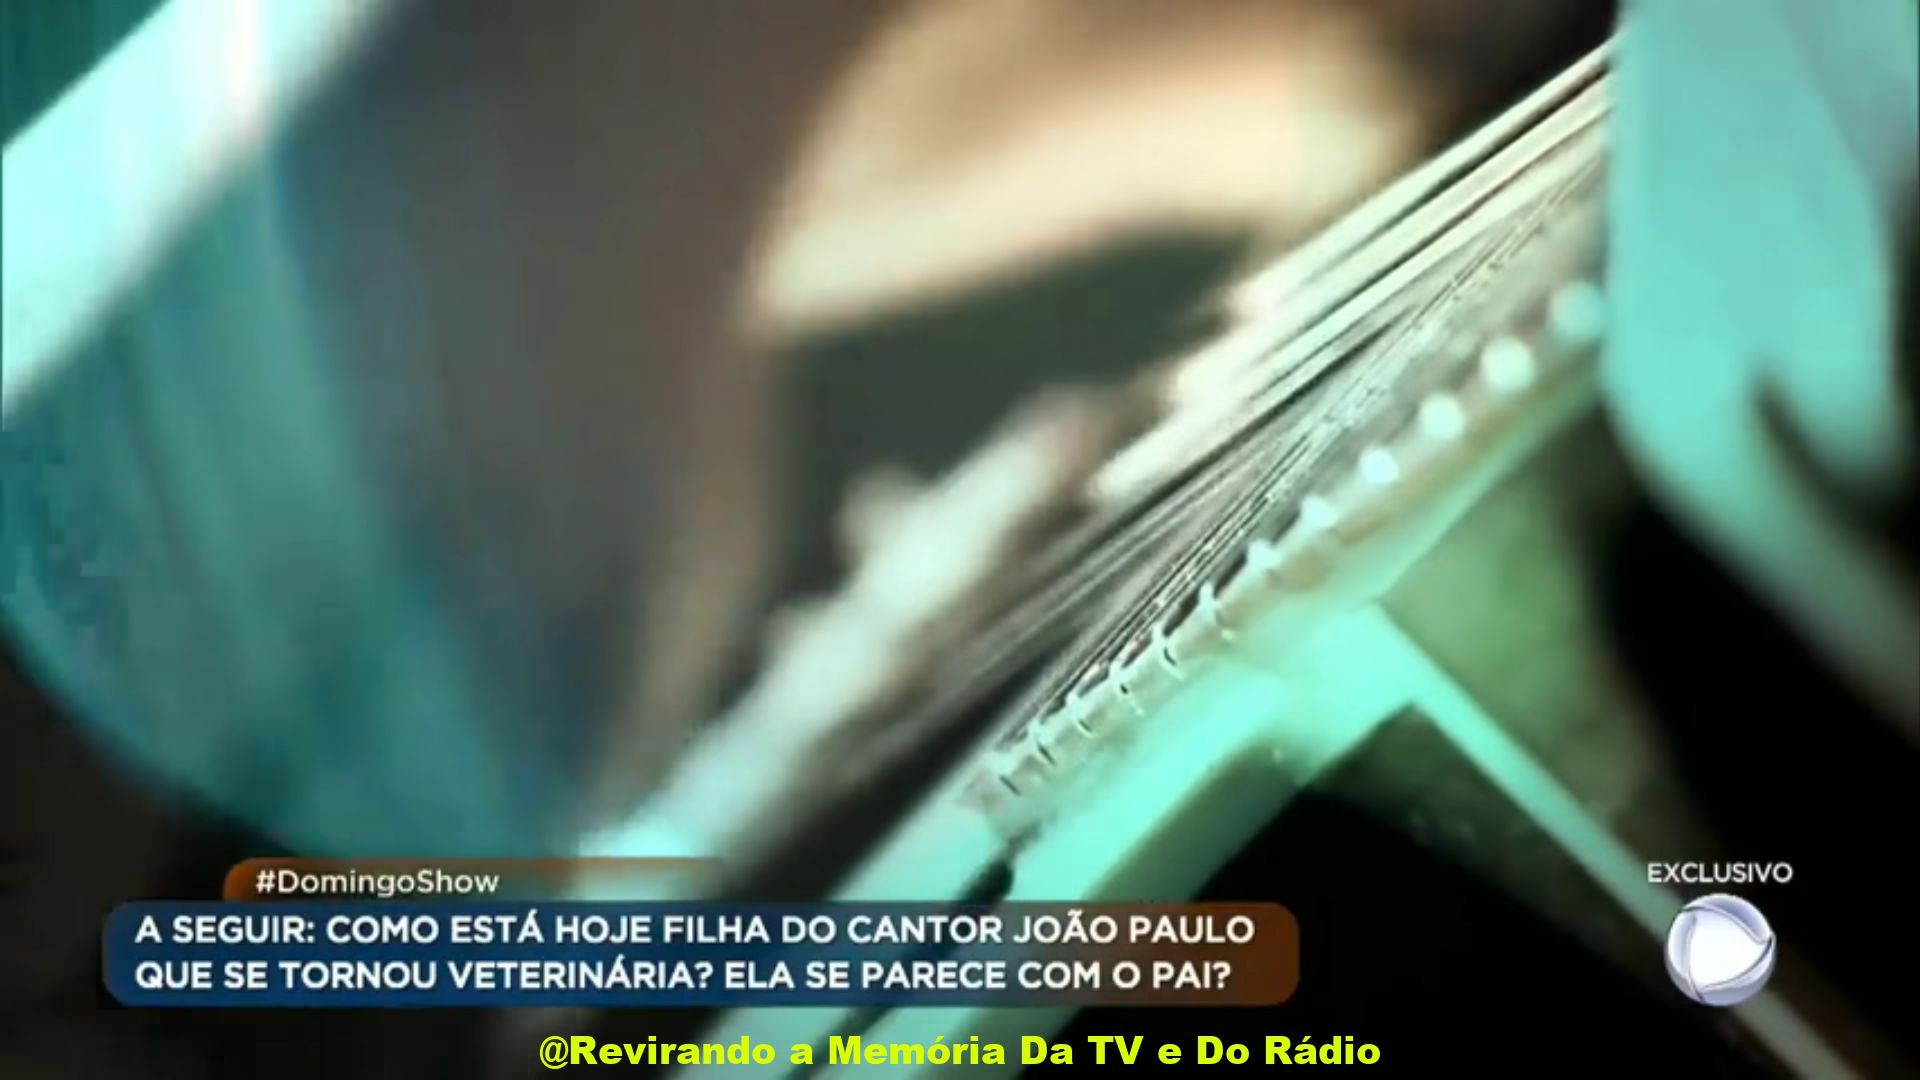 #DomingoShow
A SEGUIR: COMO ESTÁ HOJE FILHA DO CANTOR JOÃO PAULO
QUE SE TORNOU VETERINÁRIA? ELA SE PARECE COM O PAI?
EXCLUSIVO
@Revirando a Memória Da TV e Do Rádio